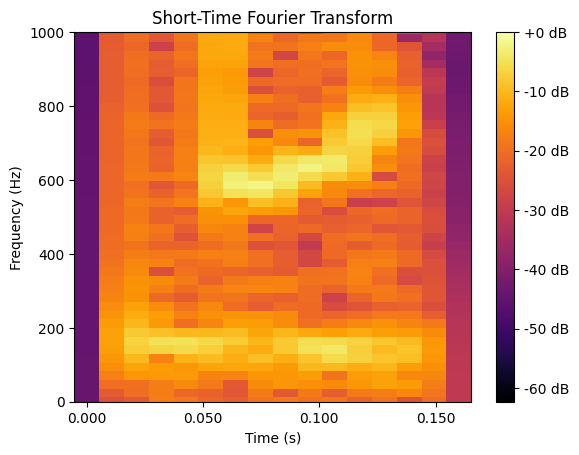 Short-Time Fourier Transform
1000
800
600
400
200
0
Frequency (Hz)
0.000
0.050
0.100
0.150
Time (s)
+0 dB
-10 dB
-20 dB
-30 dB
-40 dB
-50 dB
-60 dB